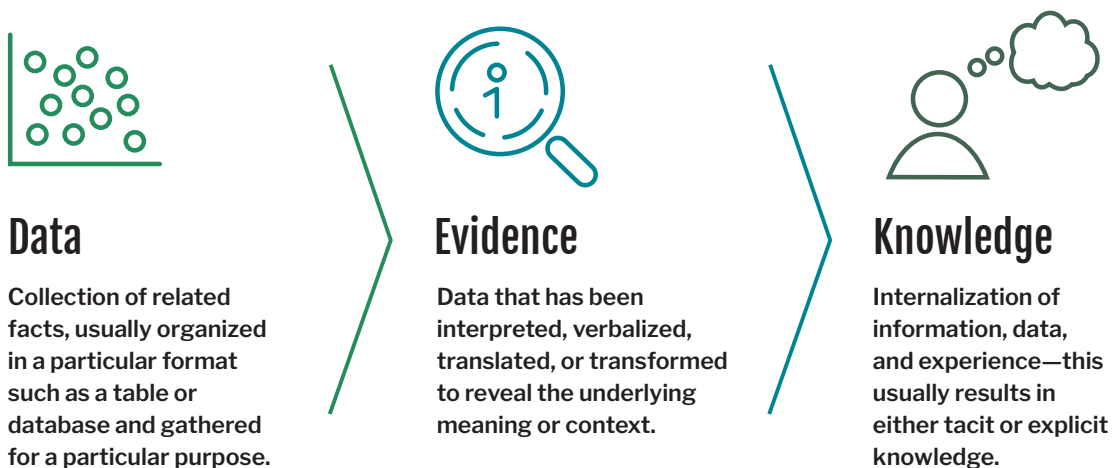 Data
Collection of related
facts, usually organized
in a particular format
such as a table or
database and gathered
for a particular purpose.
Evidence
Data that has been
interpreted, verbalized,
translated, or transformed
to reveal the underlying
meaning or context.
Knowledge
Internalization of
information, data,
and experience—this
usually results in
either tacit or explicit
knowledge.